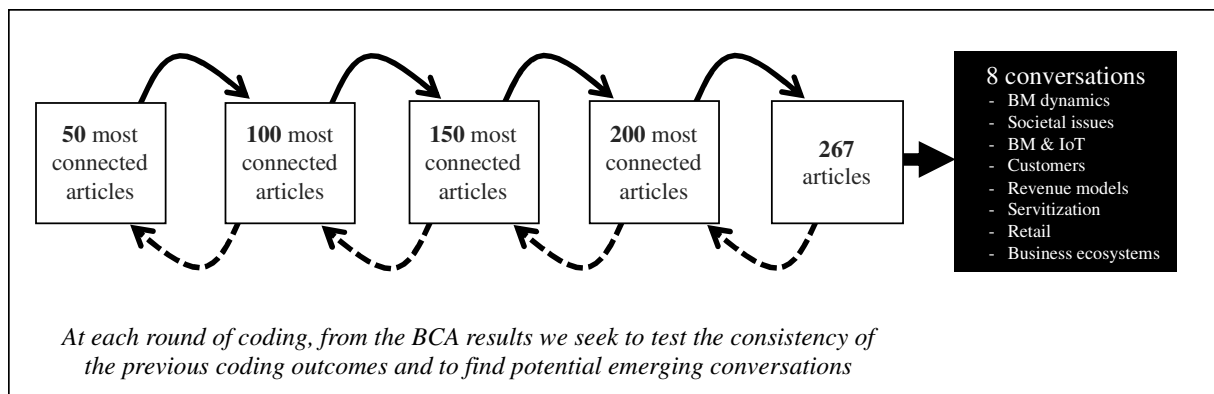 50 most
connected
articles
100 most
connected
articles
150 most
connected
articles
200 most
connected
articles
267
articles
8 conversations
- BM dynamics
- Societal issues
- BM & IoT
- Customers
- Revenue models
- Servitization
- Retail
- Business ecosystems
At each round of coding, from the BCA results we seek to test the consistency of
the previous coding outcomes and to find potential emerging conversations